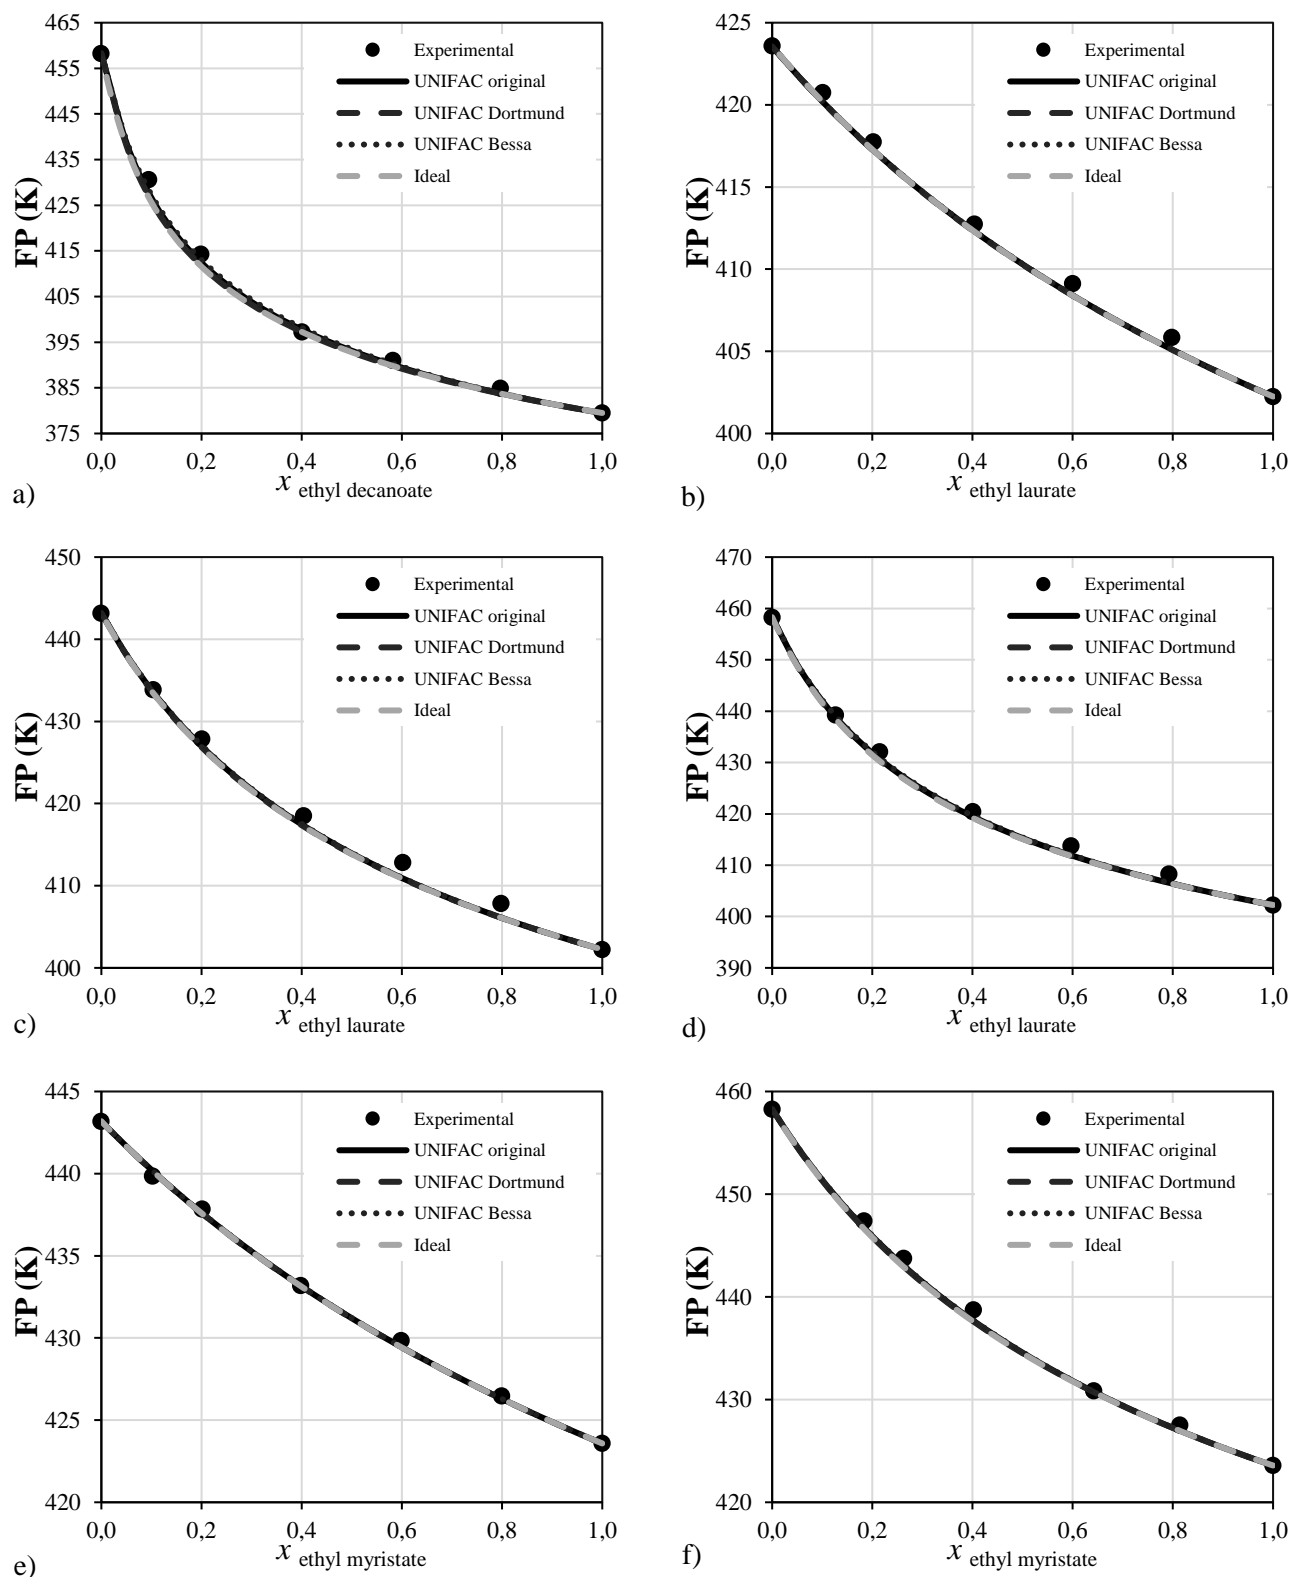 FP (K)
465
455
445
435
425
415
405
395
385
375
0,0 0,2 0,4 0,6 0,8 1,0
Experimental
UNIFAC original
UNIFAC Dortmund
UNIFAC Bessa
Ideal
x ethyl decanoate
a)
FP (K)
425
420
415
410
405
400
0,0 0,2 0,4 0,6 0,8 1,0
Experimental
UNIFAC original
UNIFAC Dortmund
UNIFAC Bessa
Ideal
x ethyl laurate
b)
FP (K)
450
440
430
420
410
400
0,0 0,2 0,4 0,6 0,8 1,0
Experimental
UNIFAC original
UNIFAC Dortmund
UNIFAC Bessa
Ideal
x ethyl laurate
c)
FP (K)
470
460
450
440
430
420
410
400
390
0,0 0,2 0,4 0,6 0,8 1,0
Experimental
UNIFAC original
UNIFAC Dortmund
UNIFAC Bessa
Ideal
x ethyl laurate
d)
FP (K)
445
440
435
430
425
420
0,0 0,2 0,4 0,6 0,8 1,0
Experimental
UNIFAC original
UNIFAC Dortmund
UNIFAC Bessa
Ideal
x ethyl myristate
e)
FP (K)
460
450
440
430
420
0,0 0,2 0,4 0,6 0,8 1,0
Experimental
UNIFAC original
UNIFAC Dortmund
UNIFAC Bessa
Ideal
x ethyl myristate
f)